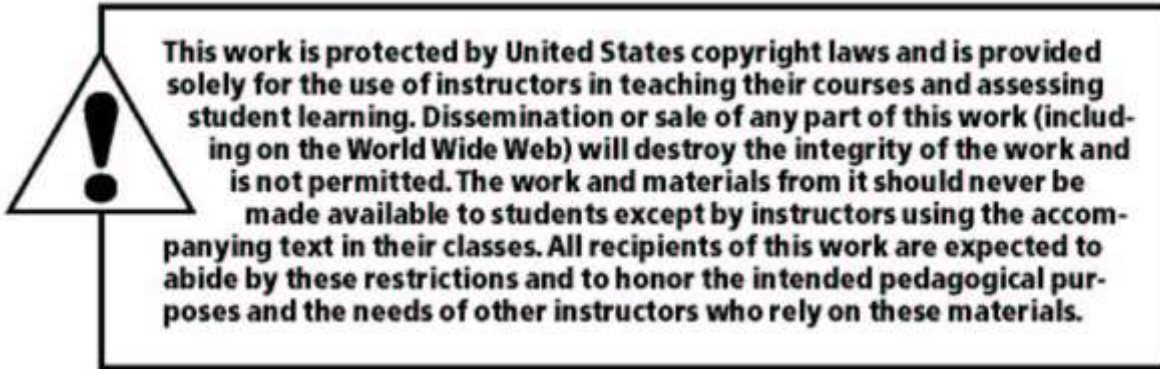 This work is protected by United States copyright laws and is provided
solely for the use of instructors in teaching their courses and assessing
student learning. Dissemination or sale of any part of this work (includ-
ing on the World Wide Web) will destroy the integrity of the work and
is not permitted. The work and materials from it should never be
made available to students except by instructors using the accom-
panying text in their classes. All recipients of this work are expected to
abide by these restrictions and to honor the intended pedagogical pur-
poses and the needs of other instructors who rely on these materials.